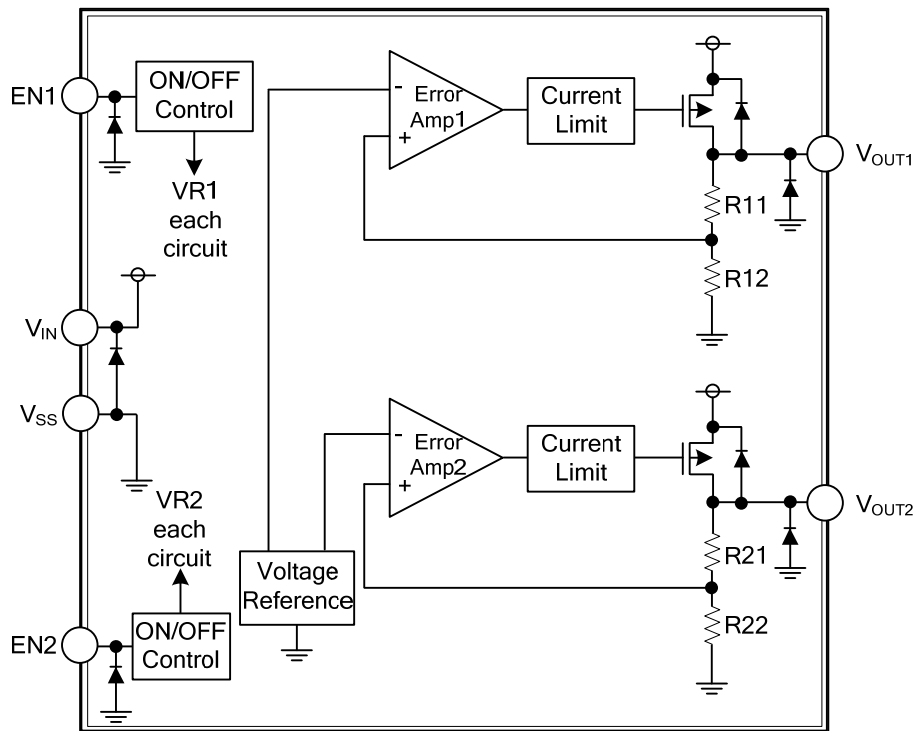 EN1
ON/OFF
Control
VR1
each
circuit
VIN
VSS
VR2
each
circuit
EN2
ON/OFF
Control
Voltage
Reference
-
Error
Amp1
+
Current
Limit
R11
R12
VOUT1
-
Error
Amp2
+
Current
Limit
R21
R22
VOUT2